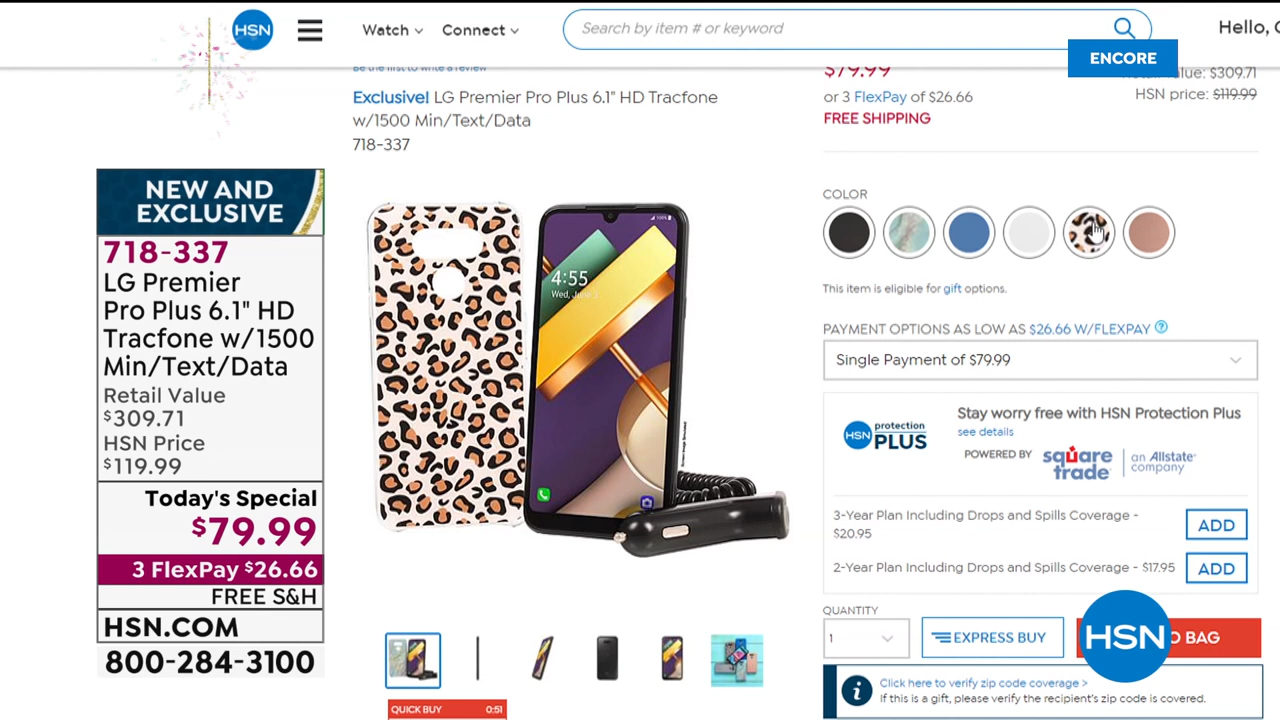 HSN
Watch
Connect
Search by item # or keyword
Hello,
ENCORE
Be the first to write a review
$79.99
value: $309.71
Exclusive! LG Premier Pro Plus 6.1" HD Tracfone
or 3 FlexPay of $26.66
HSN price: $119.99
w/1500 Min/Text/Data
FREE SHIPPING
718-337
NEW AND
EXCLUSIVE
718-337
LG Premier
Pro Plus 6.1" HD
Tracfone w/1500
Min/Text/Data
Retail Value
$309.71
HSN Price
$119.99
Today's Special
$79.99
3 FlexPay $26.66
FREE S&H
HSN.COM
800-284-3100
4:55
100%
QUICK BUY 0:51
COLOR
This item is eligible for gift options.
PAYMENT OPTIONS AS LOW AS $26.66 W/FLEXPAY ?
Single Payment of $79.99
HSN protection PLUS
Stay worry free with HSN Protection Plus
see details
POWERED BY square trade an Allstate company
3-Year Plan Including Drops and Spills Coverage -
$20.95
ADD
2-Year Plan Including Drops and Spills Coverage - $17.95
ADD
QUANTITY
1
EXPRESS BUY
HSN
O BAG
Click here to verify zip code coverage >
If this is a gift, please verify the recipient's zip code is covered.